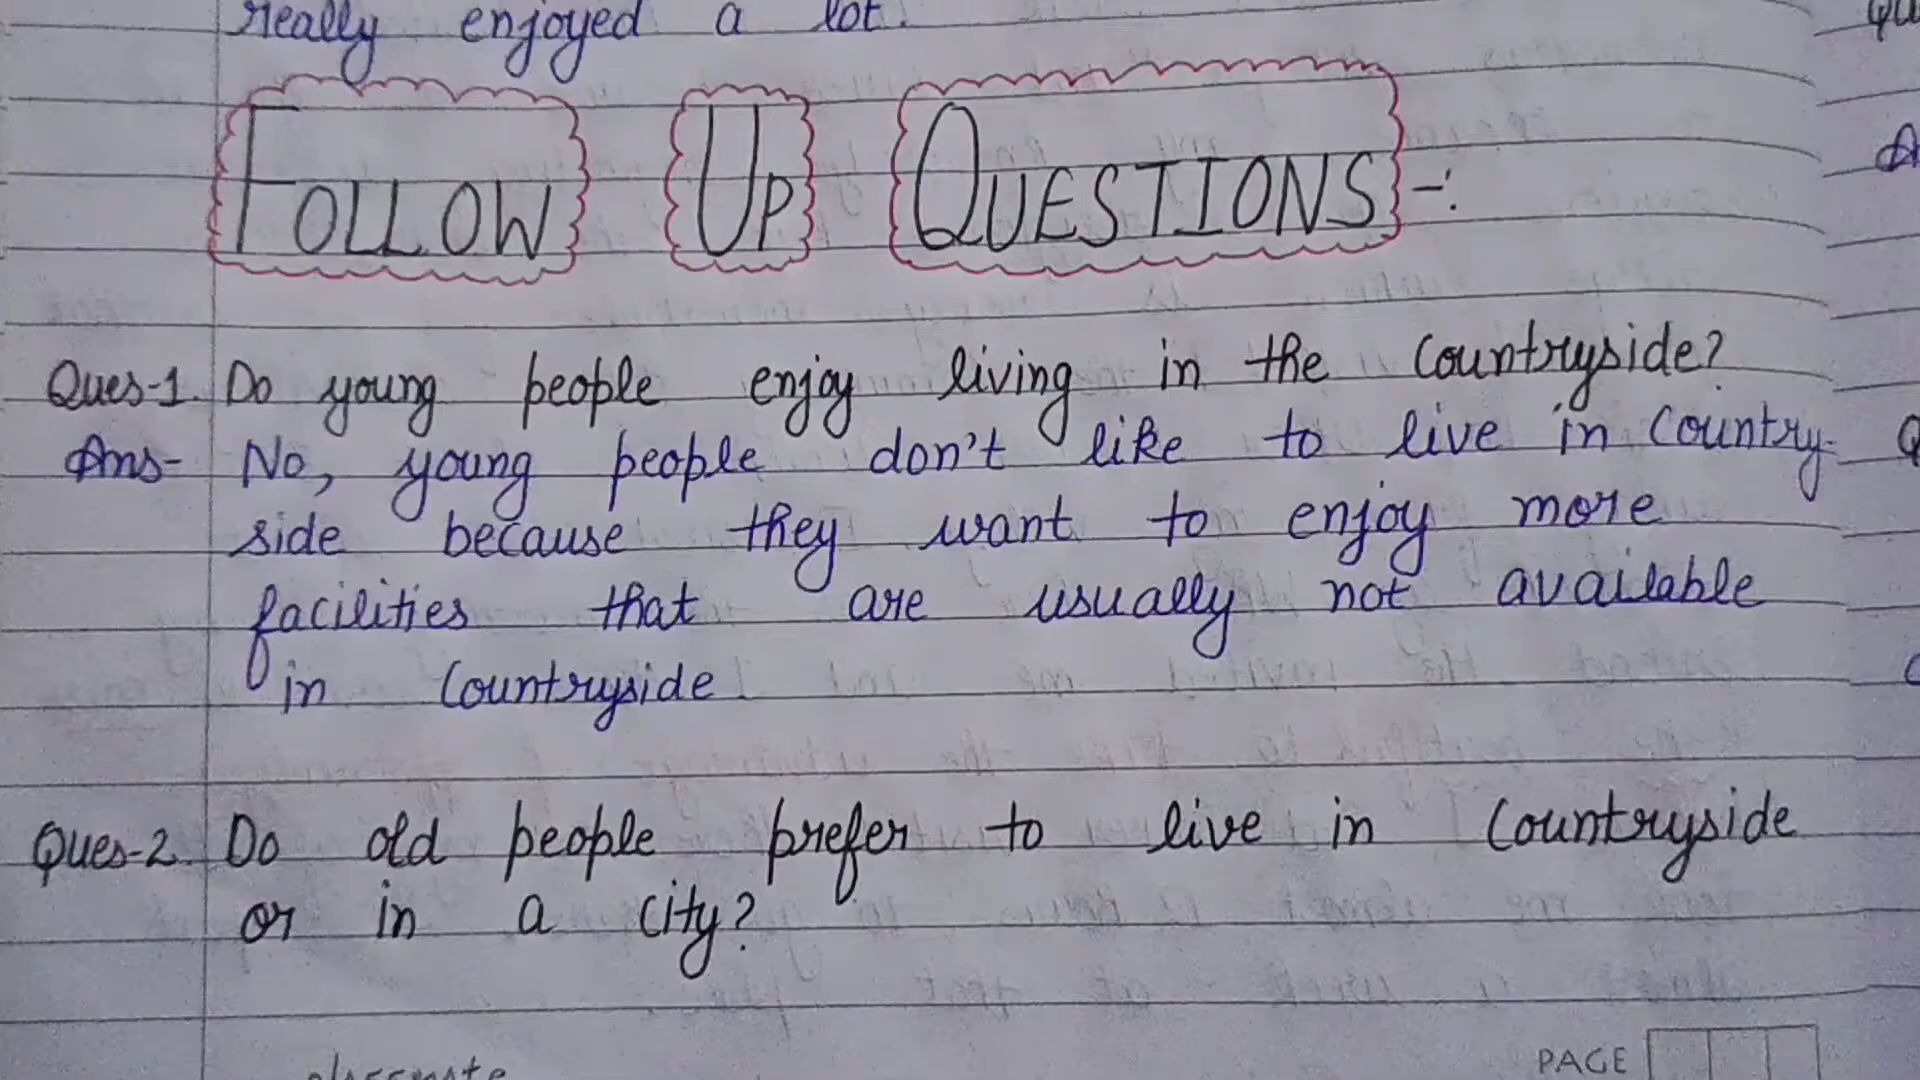 really enjoyed a lot.
FOLLOW UP QUESTIONS -:
Ques-1. Do young people enjoy living in the Countryside?
Ans- No, young people don't like to live in Country-
side because they want to enjoy more
facilities that are usually not available
in Countryside
Ques-2. Do old people prefer to live in Countryside
or in a city?
classmate
PAGE